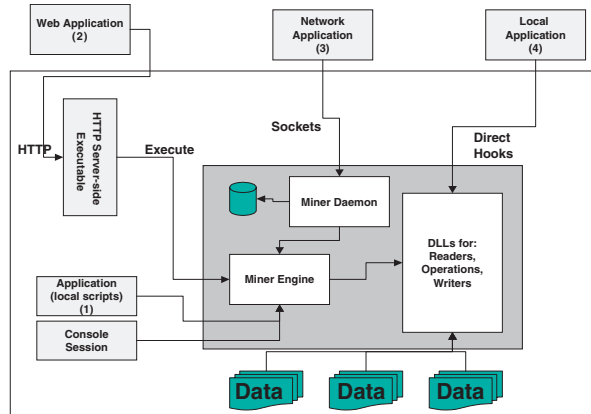 Web Application
(2)
Network
Application
(3)
Local
Application
(4)
HTTP
HTTP Server-side
Executable
Execute
Sockets
Direct
Hooks
Miner Daemon
Miner Engine
DLLs for:
Readers,
Operations,
Writers
Application
(local scripts)
(1)
Console
Session
Data
Data
Data